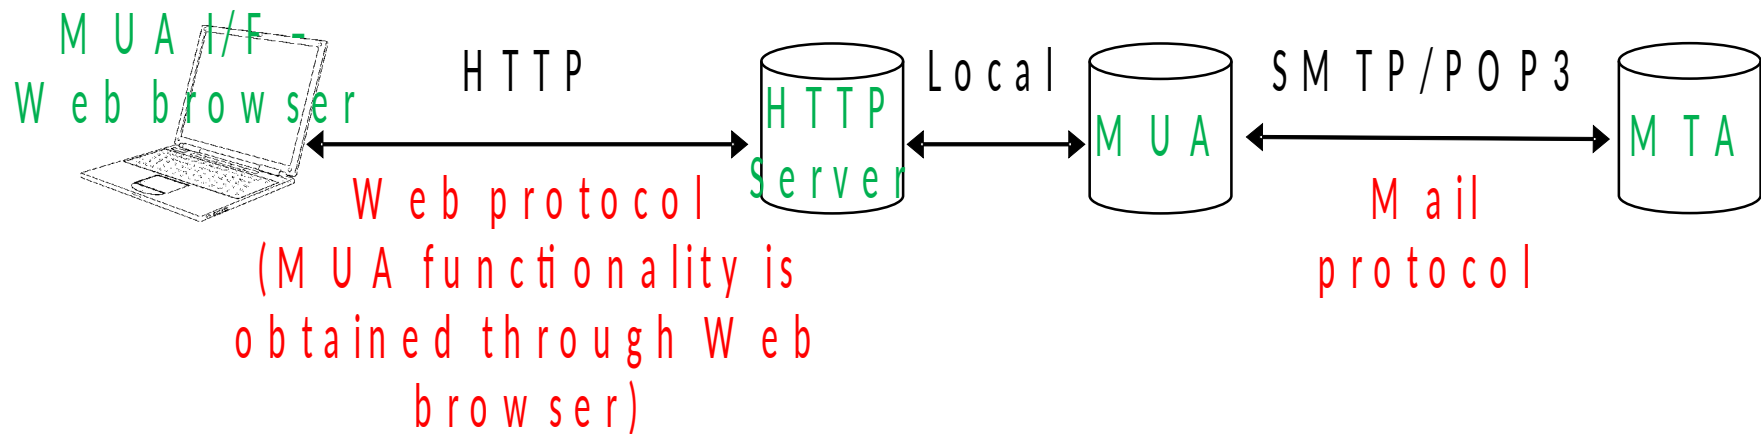 MUA I/F -
Web browser
HTTP
HTTP
Server
Local
MUA
SMTP/POP3
MTA
Web protocol
(MUA functionality is
obtained through Web
browser)
Mail
protocol